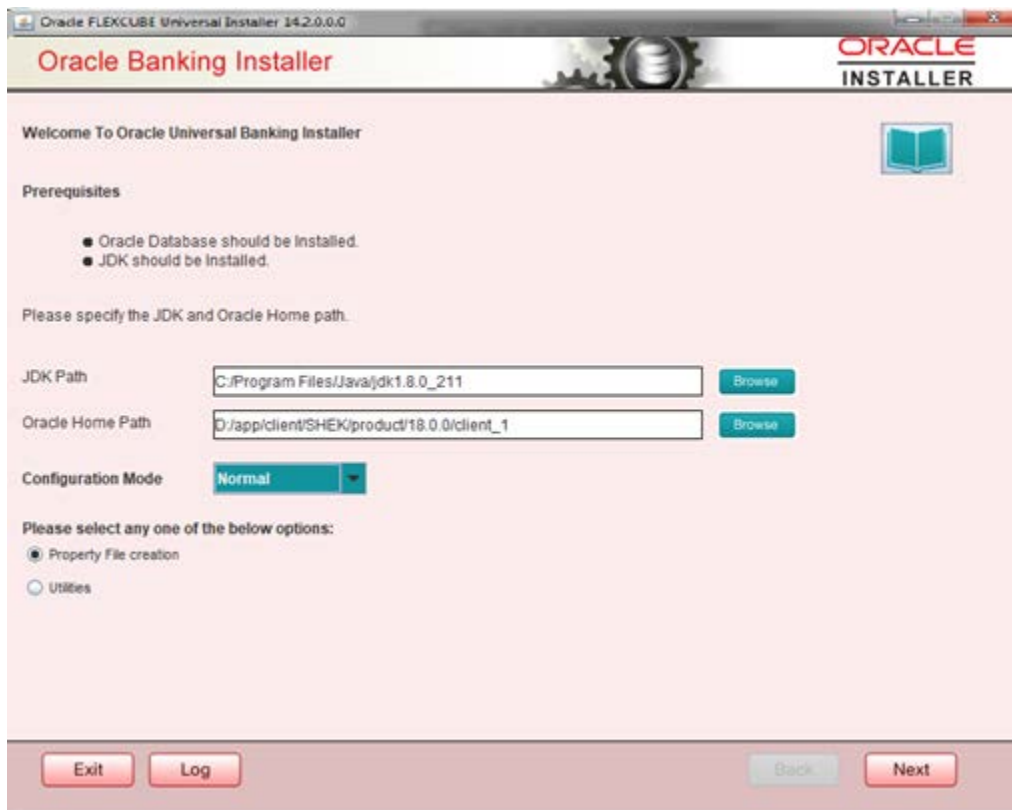 Oracle FLEXCUBE Universal Installer 14.2.0.0.0
Oracle Banking Installer
ORACLE
INSTALLER
Welcome To Oracle Universal Banking Installer
Prerequisites
Oracle Database should be Installed.
JDK should be Installed.
Please specify the JDK and Oracle Home path.
JDK Path
C:/Program Files/Java/jdk1.8.0_211
Browse
Oracle Home Path
D:/app/client/SHEK/product/18.0.0/client_1
Browse
Configuration Mode
Normal
Please select any one of the below options:
Property File creation
Utilities
Exit
Log
Back
Next